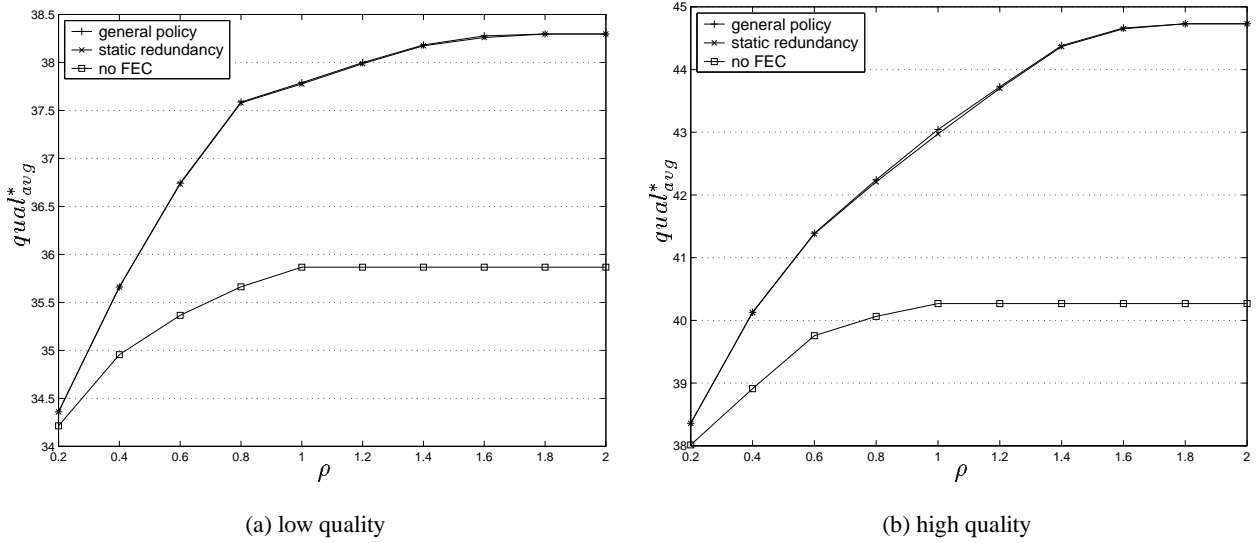 38.5
38
37.5
37
36.5
36
35.5
35
34.5
34
general policy
static redundancy
no FEC
qual*avg
0.2 0.4 0.6 0.8 1 1.2 1.4 1.6 1.8 2
ρ
(a) low quality
45
44
43
42
41
40
39
38
general policy
static redundancy
no FEC
qual*avg
0.2 0.4 0.6 0.8 1 1.2 1.4 1.6 1.8 2
ρ
(b) high quality